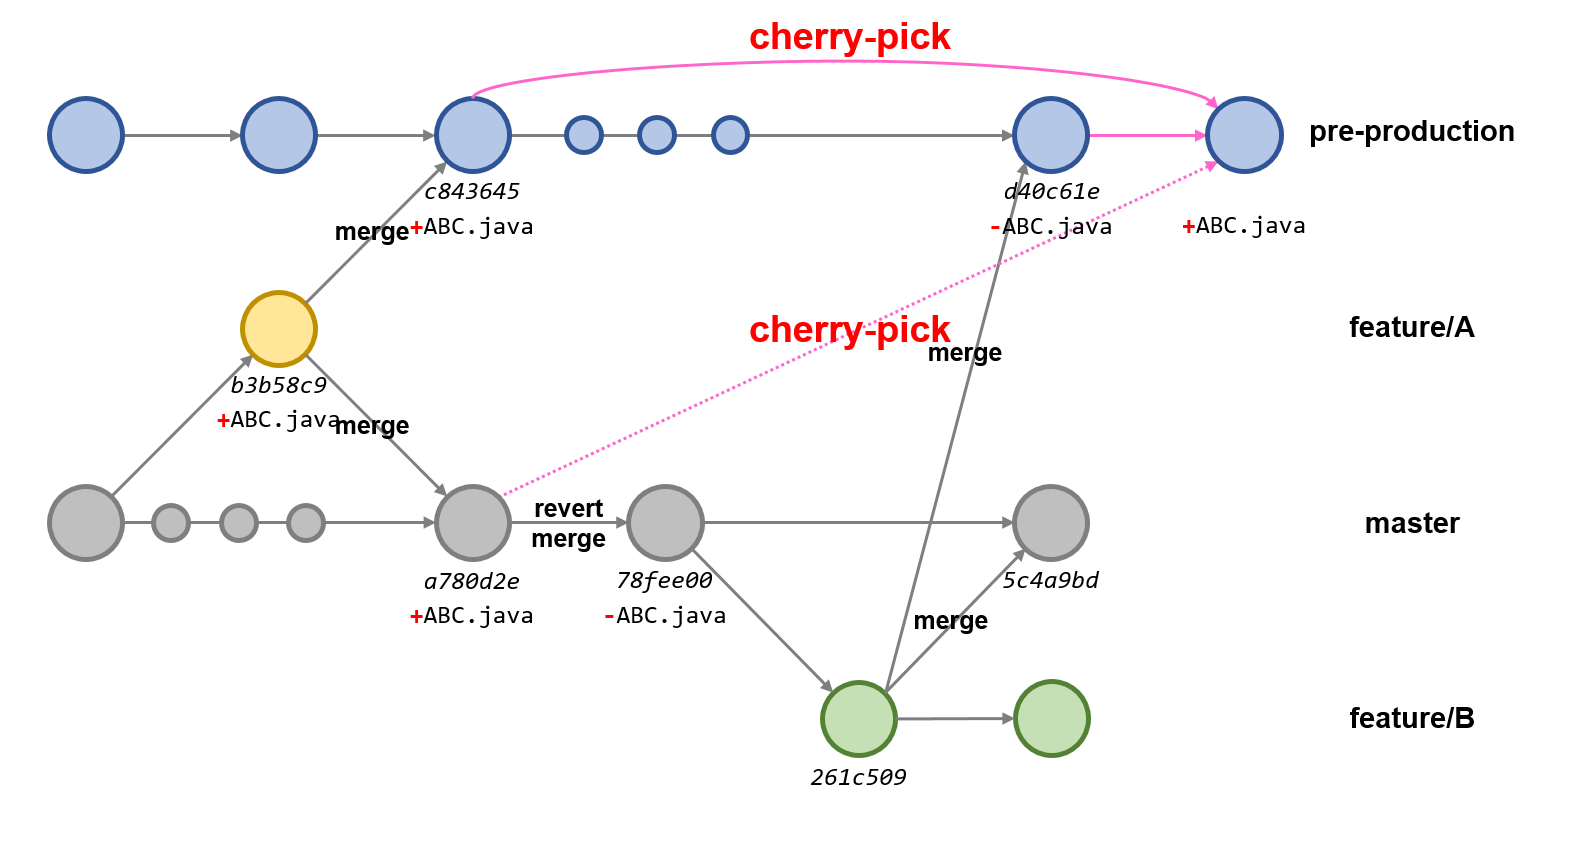 cherry-pick
pre-production
c843645
d40c61e
merge
+ABC.java
-ABC.java
+ABC.java
cherry-pick
feature/A
merge
b3b58c9
+ABC.java
merge
revert
merge
master
a780d2e
78fee00
5c4a9bd
+ABC.java
-ABC.java
merge
feature/B
261c509